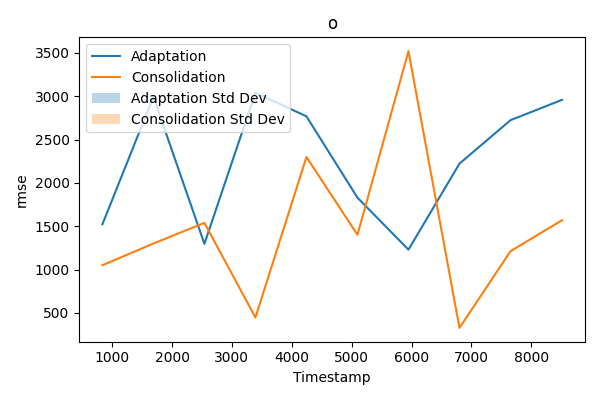 o
3500
3000
2500
2000
1500
1000
500
rmse
Adaptation
Consolidation
Adaptation Std Dev
Consolidation Std Dev
1000 2000 3000 4000 5000 6000 7000 8000
Timestamp